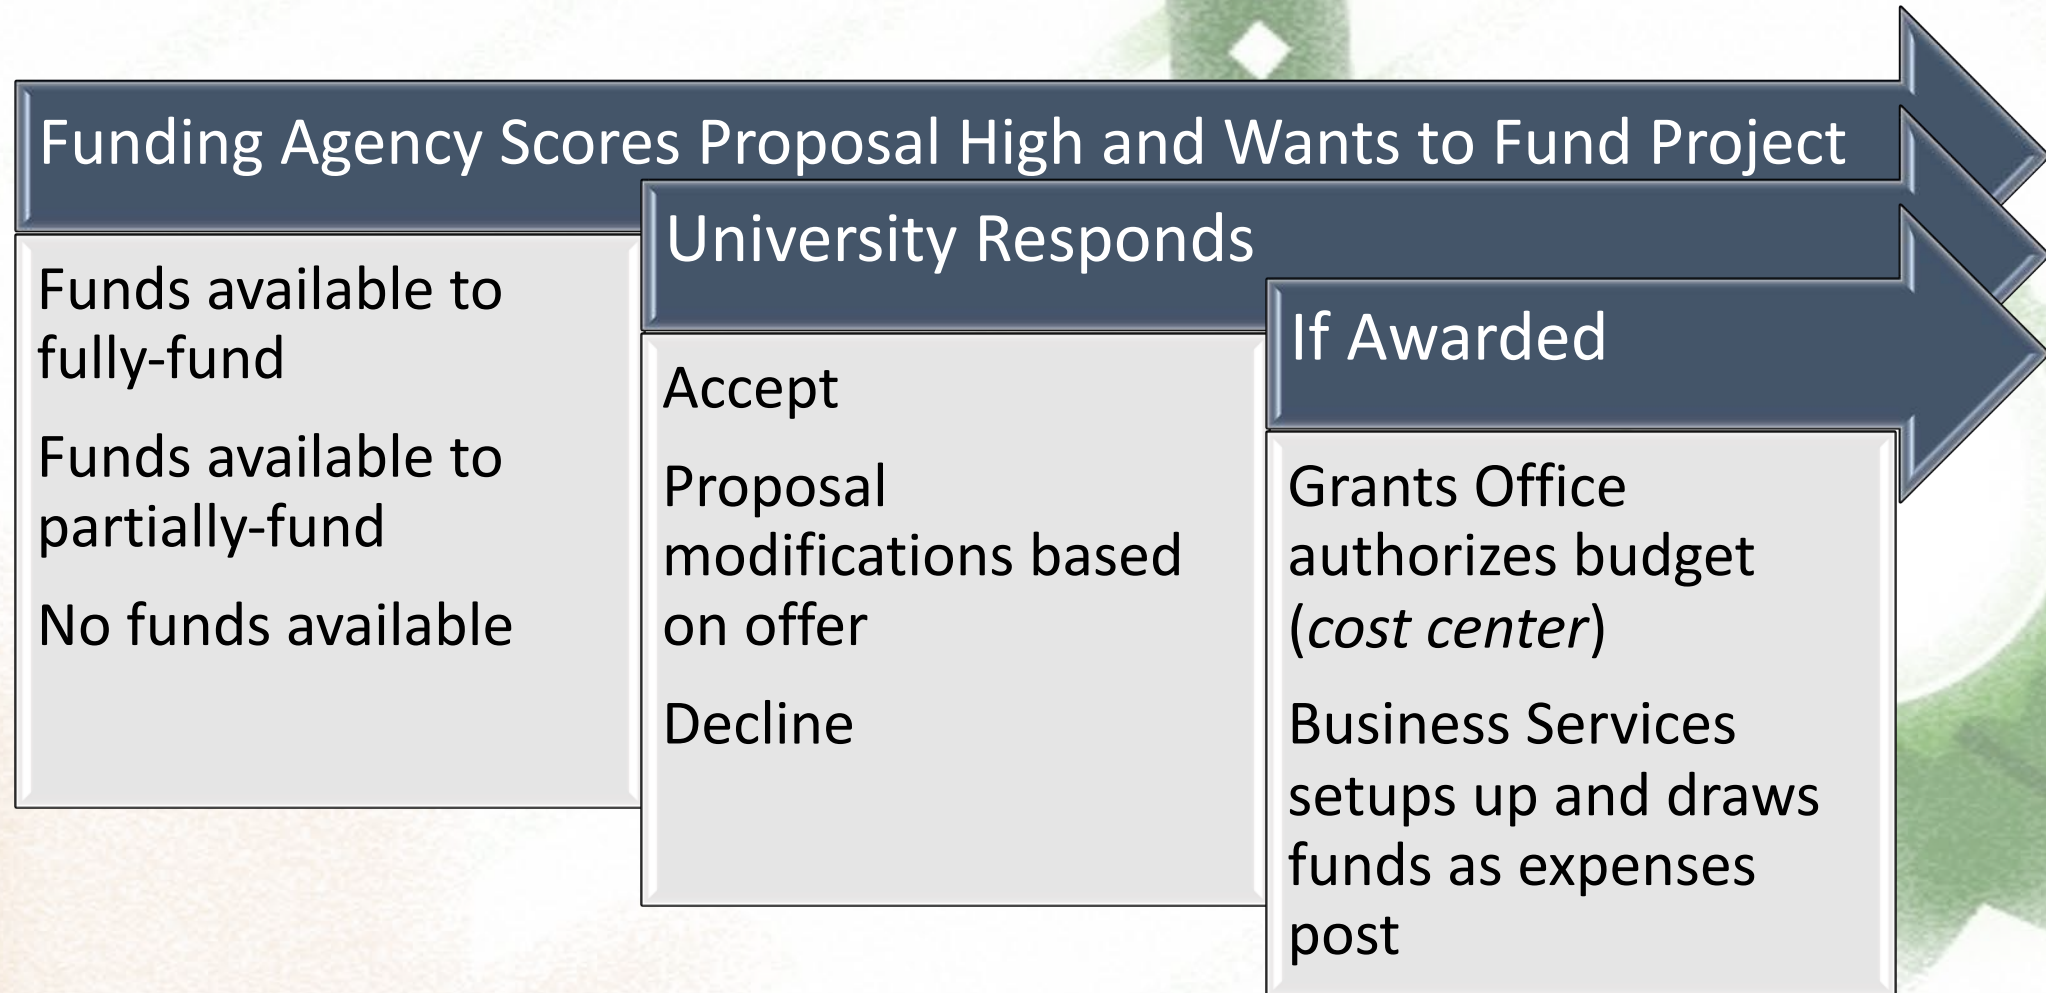 Funding Agency Scores Proposal High and Wants to Fund Project
Funds available to
fully-fund
Funds available to
partially-fund
No funds available
University Responds
Accept
Proposal
modifications based
on offer
Decline
If Awarded
Grants Office
authorizes budget
(cost center)
Business Services
setups up and draws
funds as expenses
post